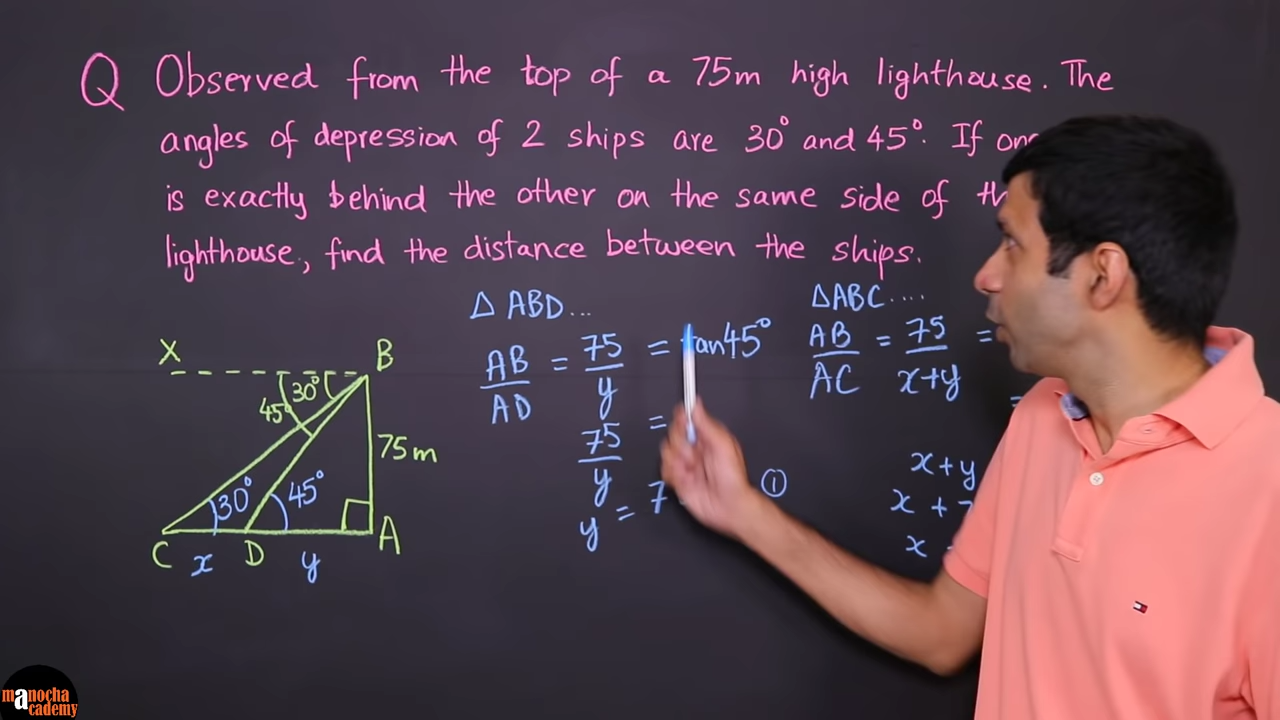 Q Observed from the top of a 75m high lighthouse. The
angles of depression of 2 ships are 30° and 45°. If
is exactly behind the other on the same side of
lighthouse, find the distance between the ships.
△ ABD...
AB/AD = 75/y = tan45°
75/y =
y = 7 ①
△ABC....
AB/AC = 75/x+y =
=
x+y
x + 7
x
X B
45° 30°
75m
30° 45°
C D A
x y
manocha
academy